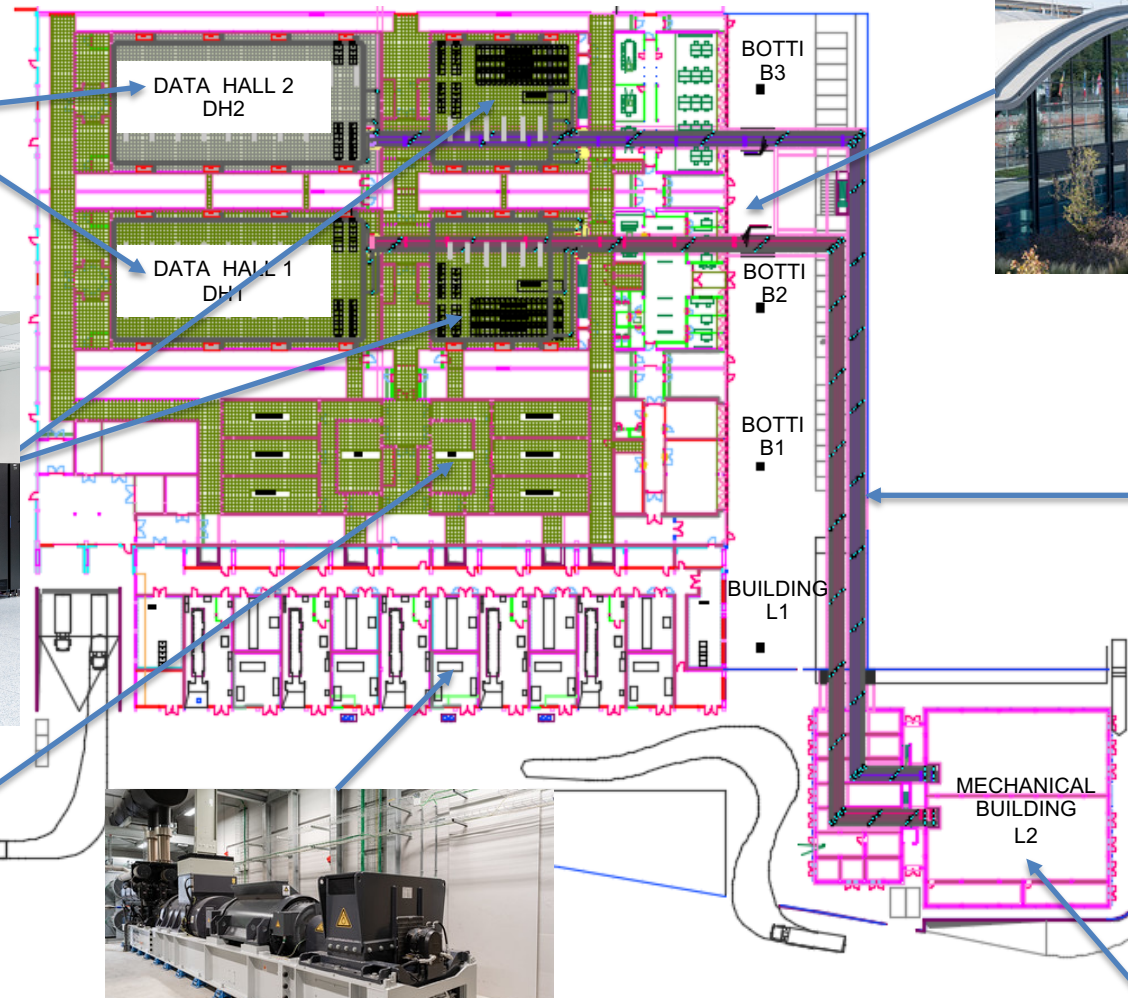 DATA HALL 2
DH2
BOTTI
B3
DATA HALL 1
DH1
BOTTI
B2
BOTTI
B1
BUILDING
L1
MECHANICAL
BUILDING
L2